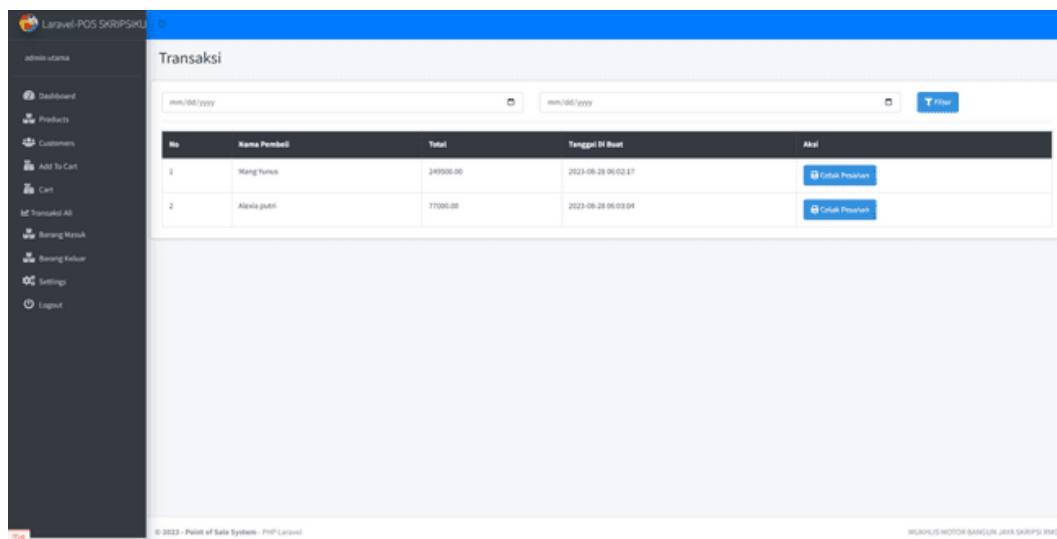 Laravel-POS SKRIPSIKU
admin utama
Dashboard
Products
Customers
Add To Cart
Cart
Transaksi All
Barang Masuk
Barang Keluar
Settings
Logout
Transaksi
mm/dd/yyyy mm/dd/yyyy Filter
No Nama Pembeli Total Tanggal Di Buat Aksi
1 Mang Yunus 249500.00 2023-08-28 06:02:17 Cetak Pesanan
2 Alexia putri 77000.00 2023-08-28 06:03:04 Cetak Pesanan
© 2023 - Point of Sale System - PHP Laravel
MUKHLIS MOTOR BANGUN JAYA SKRIPSI